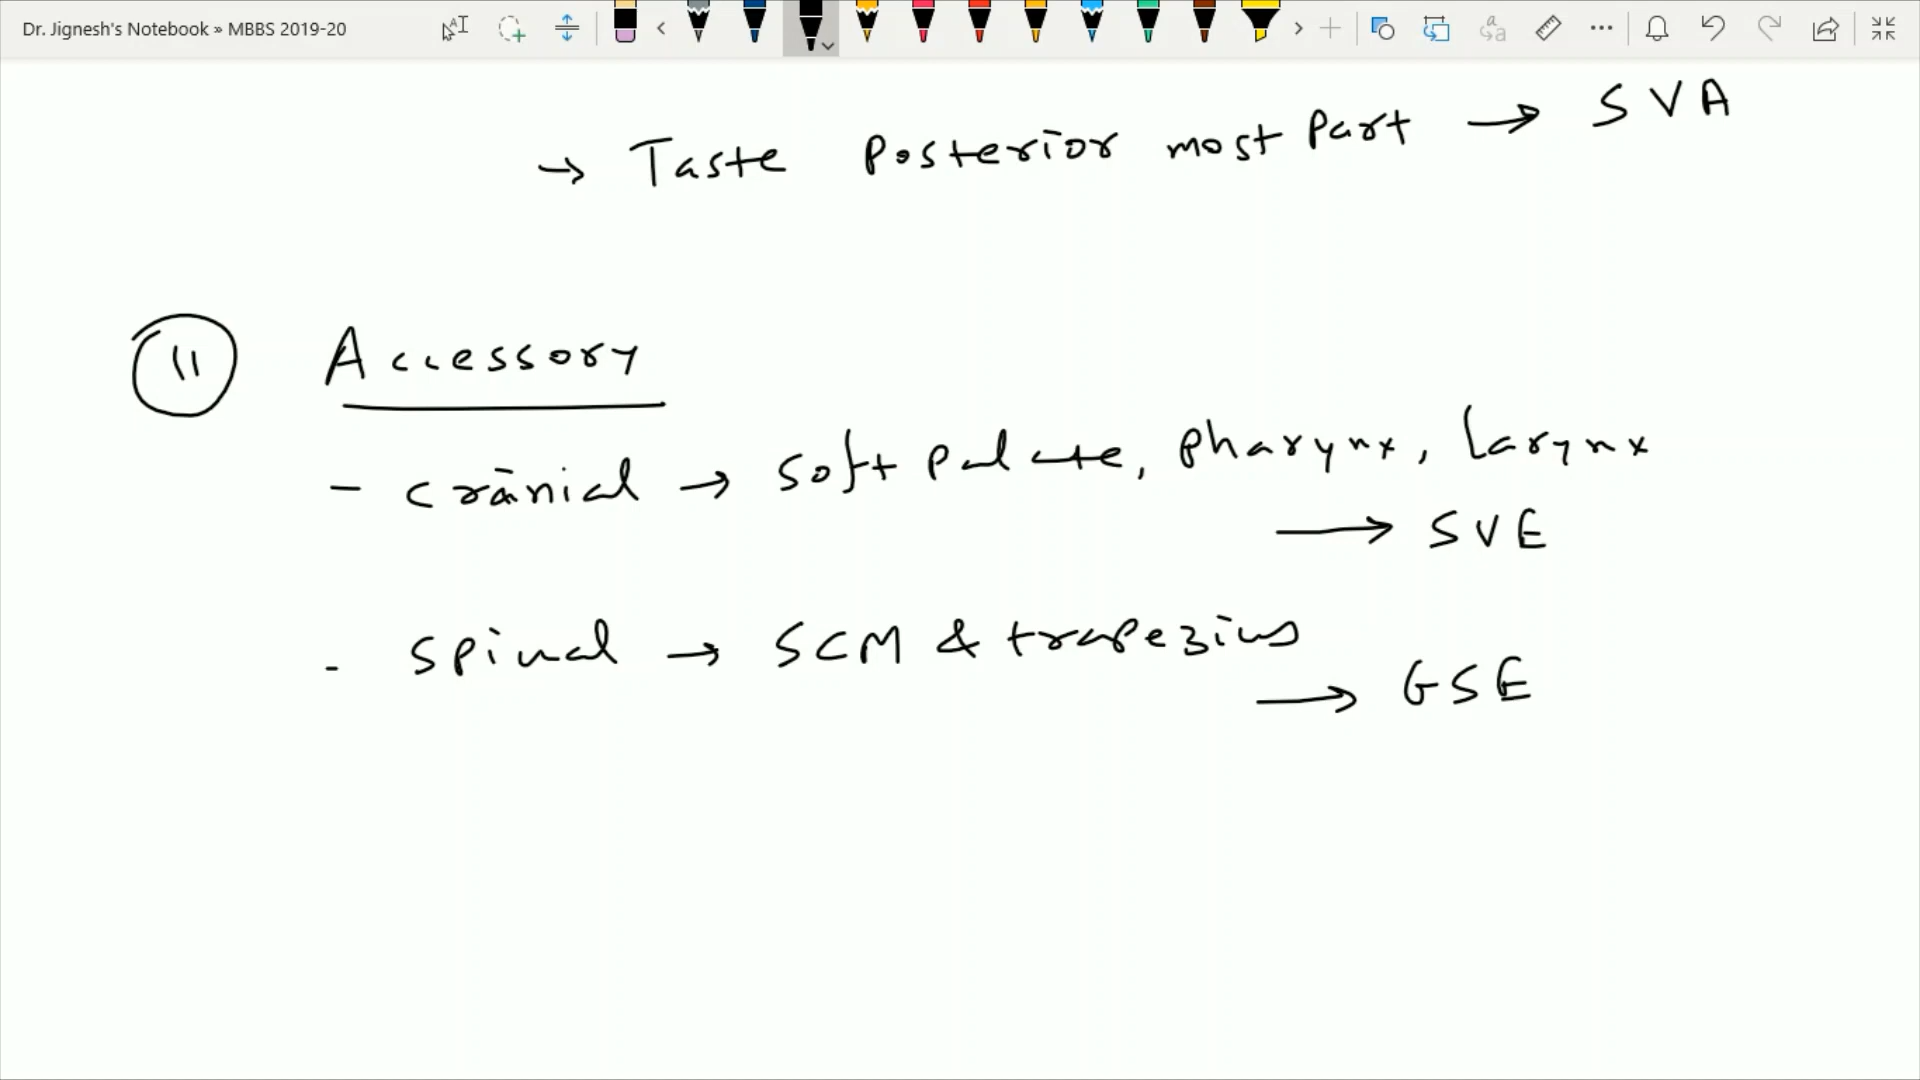 Dr. Jignesh's Notebook » MBBS 2019-20
→ Taste Posterior most Part → SVA
11 Accessory
- cranial → soft palate, pharynx, Larynx
→ SVE
- spinal → SCM & trapezius
→ GSE